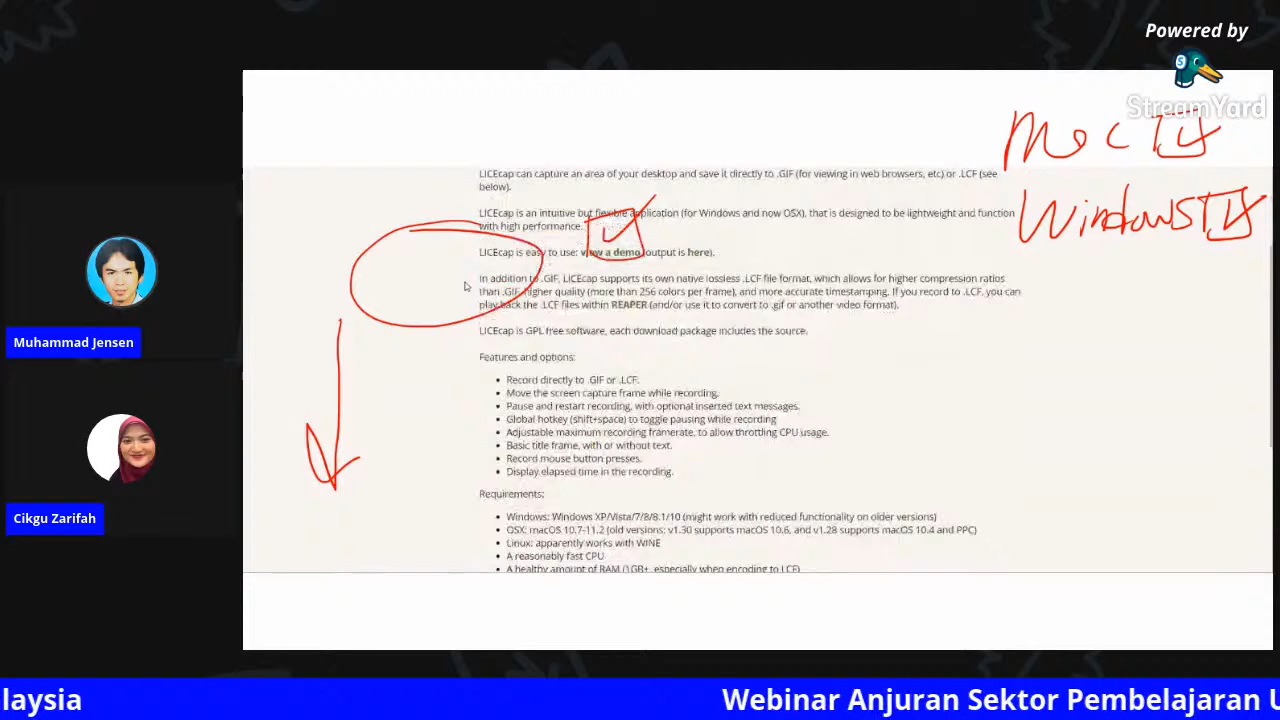 Powered by
StreamYard
Mac
Windows
LICEcap can capture an area of your desktop and save it directly to .GIF (for viewing in web browsers, etc) or .LCF (see
below).
LICEcap is an intuitive but flexible application (for Windows and now OSX), that is designed to be lightweight and function
with high performance.
LICEcap is easy to use: view a demo (output is here).
In addition to .GIF, LICEcap supports its own native lossless .LCF file format, which allows for higher compression ratios
than .GIF, higher quality (more than 256 colors per frame), and more accurate timestamping. If you record to .LCF, you can
play back the .LCF files within REAPER (and/or use it to convert to .gif or another video format).
LICEcap is GPL free software, each download package includes the source.
Features and options:
Record directly to .GIF or .LCF.
Move the screen capture frame while recording.
Pause and restart recording, with optional inserted text messages.
Global hotkey (shift+space) to toggle pausing while recording
Adjustable maximum recording framerate, to allow throttling CPU usage.
Basic title frame, with or without text.
Record mouse button presses.
Display elapsed time in the recording.
Requirements:
Windows: Windows XP/Vista/7/8/8.1/10 (might work with reduced functionality on older versions)
OSX: macOS 10.7-11.2 (old versions: v1.30 supports macOS 10.6, and v1.28 supports macOS 10.4 and PPC)
Linux: apparently works with WINE
A reasonably fast CPU
A healthy amount of RAM (1GB+, especially when encoding to LCF)
Muhammad Jensen
Cikgu Zarifah
laysia
Webinar Anjuran Sektor Pembelajaran U